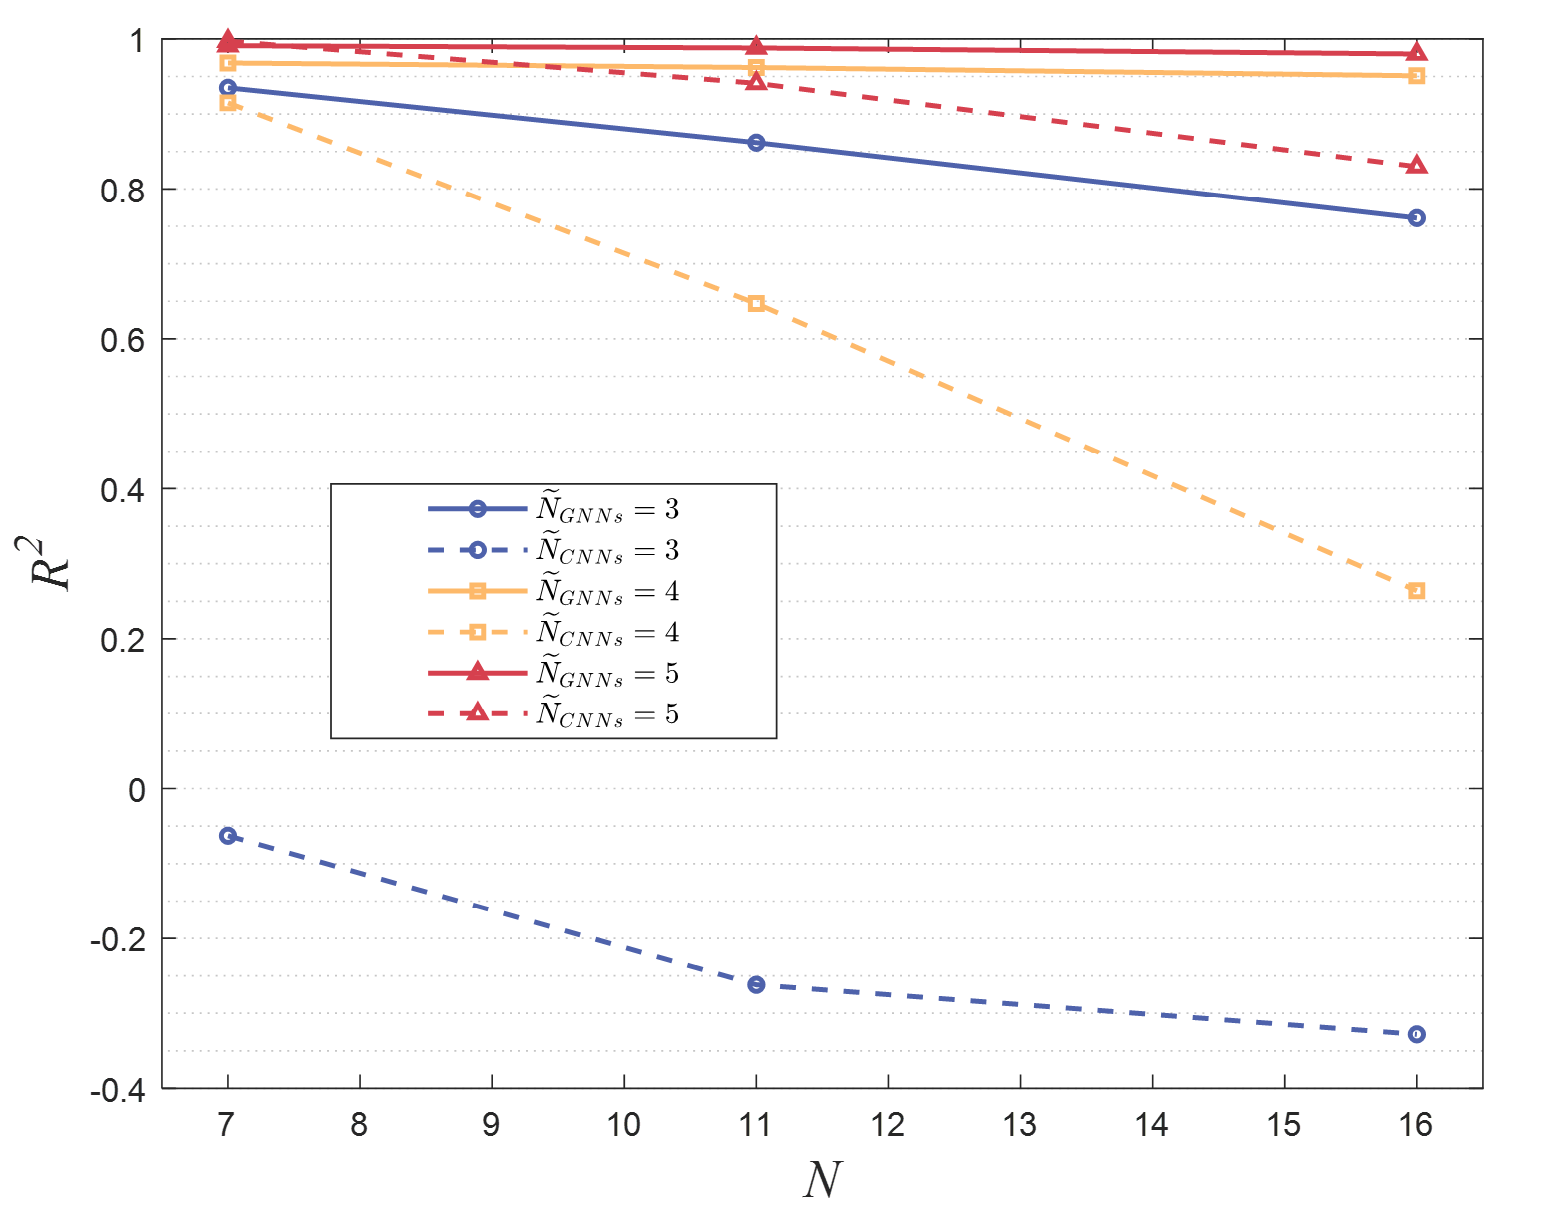 1
0.8
0.6
0.4
0.2
0
-0.2
-0.4
R²
Ñ_GNNs = 3
Ñ_CNNs = 3
Ñ_GNNs = 4
Ñ_CNNs = 4
Ñ_GNNs = 5
Ñ_CNNs = 5
7 8 9 10 11 12 13 14 15 16
N